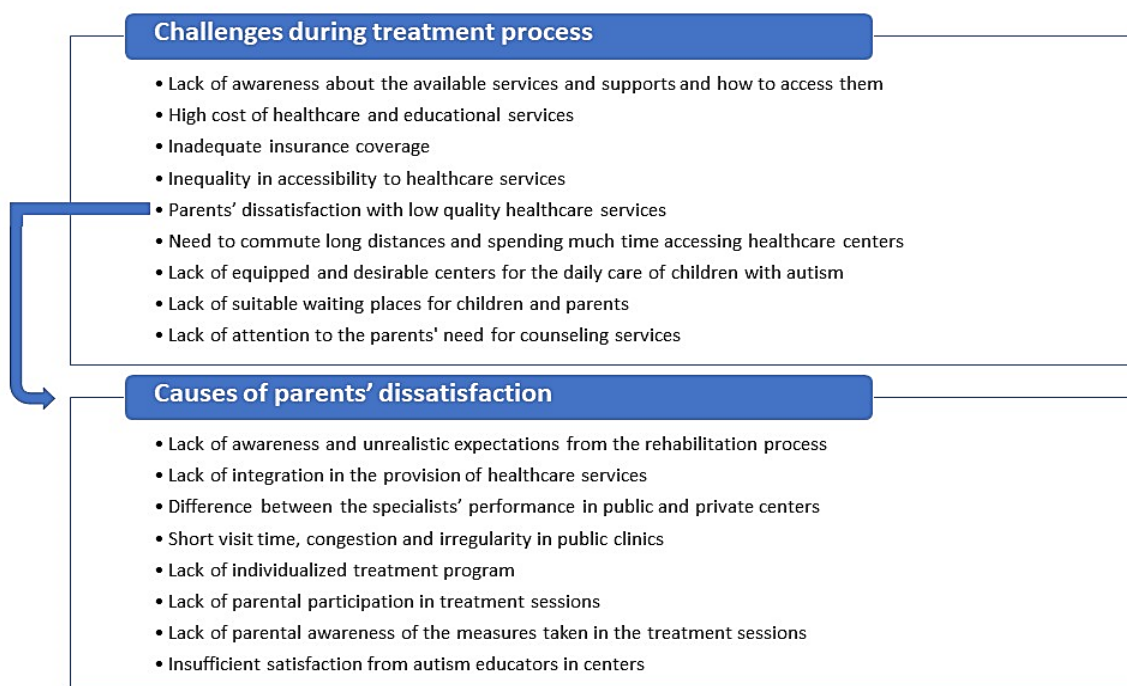 Challenges during treatment process
• Lack of awareness about the available services and supports and how to access them
• High cost of healthcare and educational services
• Inadequate insurance coverage
• Inequality in accessibility to healthcare services
• Parents’ dissatisfaction with low quality healthcare services
• Need to commute long distances and spending much time accessing healthcare centers
• Lack of equipped and desirable centers for the daily care of children with autism
• Lack of suitable waiting places for children and parents
• Lack of attention to the parents' need for counseling services
Causes of parents’ dissatisfaction
• Lack of awareness and unrealistic expectations from the rehabilitation process
• Lack of integration in the provision of healthcare services
• Difference between the specialists’ performance in public and private centers
• Short visit time, congestion and irregularity in public clinics
• Lack of individualized treatment program
• Lack of parental participation in treatment sessions
• Lack of parental awareness of the measures taken in the treatment sessions
• Insufficient satisfaction from autism educators in centers